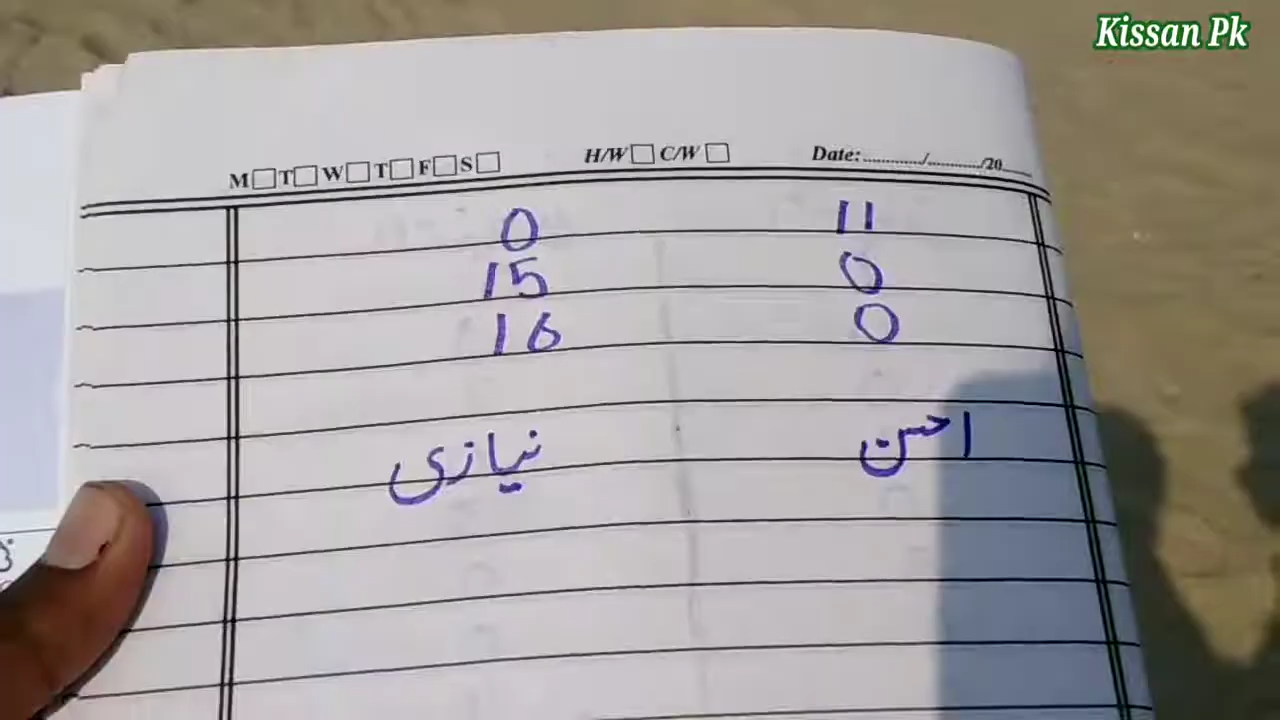 Kissan Pk
M☐T☐W☐T☐F☐S☐ H/W☐ C/W☐ Date:............/............/20......
0 11
15 0
16 0
احسن نیازی